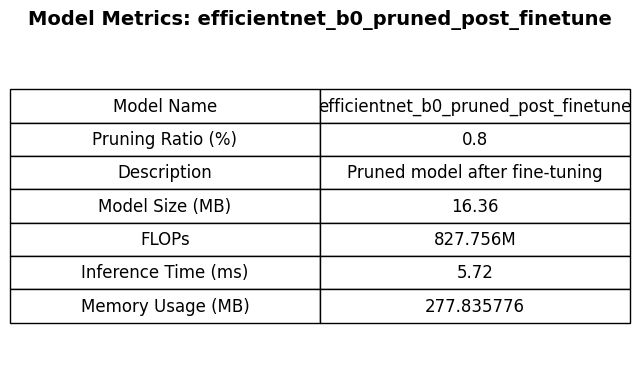 Model Metrics: efficientnet_b0_pruned_post_finetune
Model Name efficientnet_b0_pruned_post_finetune
Pruning Ratio (%) 0.8
Description Pruned model after fine-tuning
Model Size (MB) 16.36
FLOPs 827.756M
Inference Time (ms) 5.72
Memory Usage (MB) 277.835776